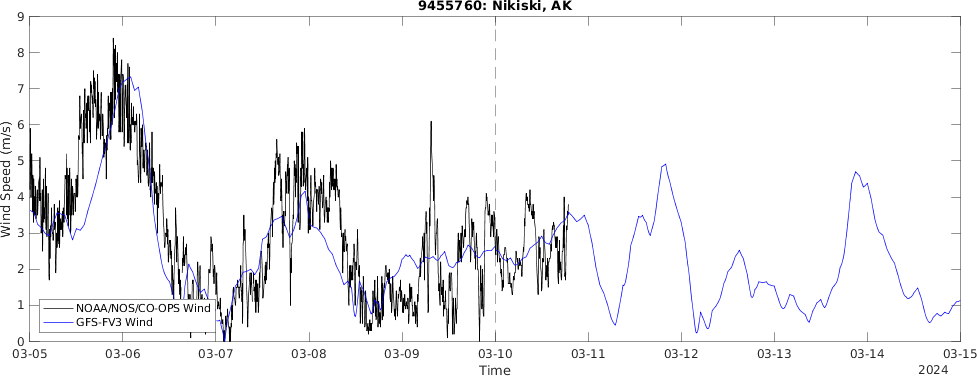 9455760: Nikiski, AK
Wind Speed (m/s)
9
8
7
6
5
4
3
2
1
0
NOAA/NOS/CO-OPS Wind
GFS-FV3 Wind
03-05 03-06 03-07 03-08 03-09 03-10 03-11 03-12 03-13 03-14 03-15
Time
2024